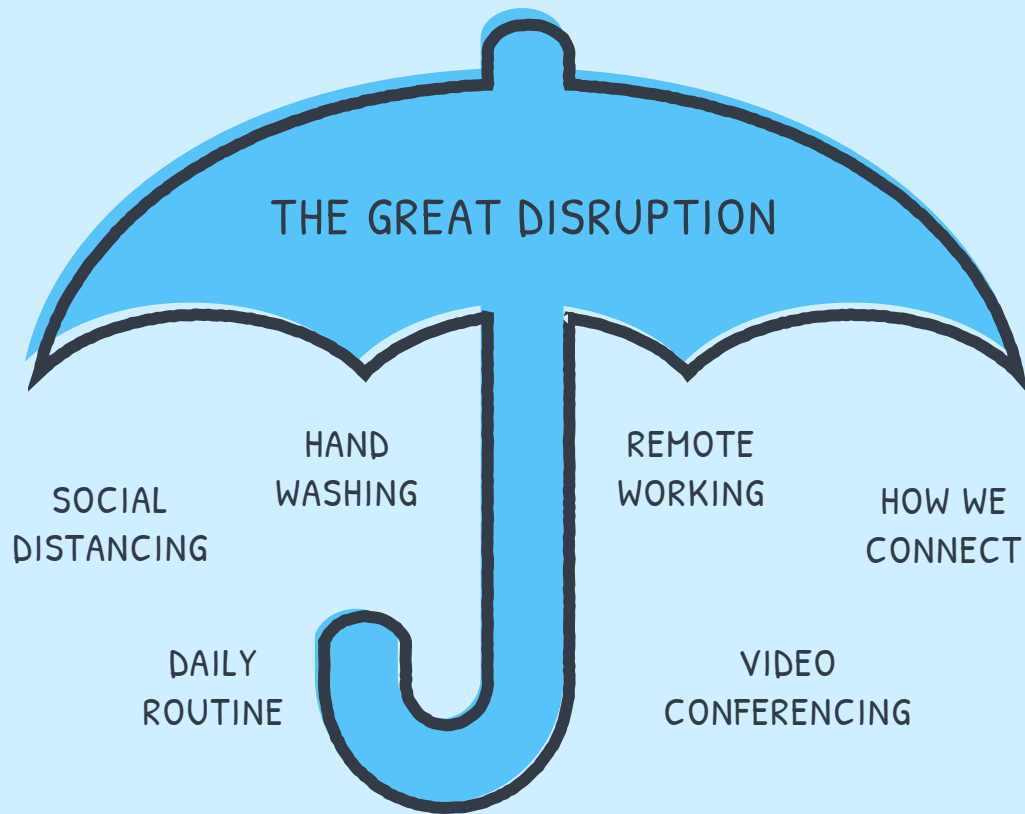 THE GREAT DISRUPTION
HAND
WASHING
REMOTE
WORKING
SOCIAL
DISTANCING
HOW WE
CONNECT
DAILY
ROUTINE
VIDEO
CONFERENCING